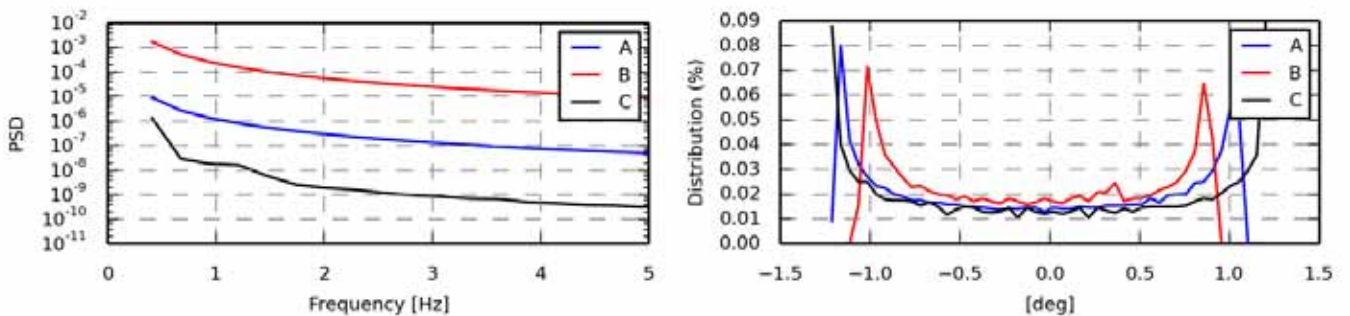 10⁻²
10⁻³
10⁻⁴
10⁻⁵
10⁻⁶
10⁻⁷
10⁻⁸
10⁻⁹
10⁻¹⁰
10⁻¹¹
PSD
A
B
C
0 1 2 3 4 5
Frequency [Hz]
0.09
0.08
0.07
0.06
0.05
0.04
0.03
0.02
0.01
0.00
Distribution (%)
A
B
C
−1.5 −1.0 −0.5 0.0 0.5 1.0 1.5
[deg]